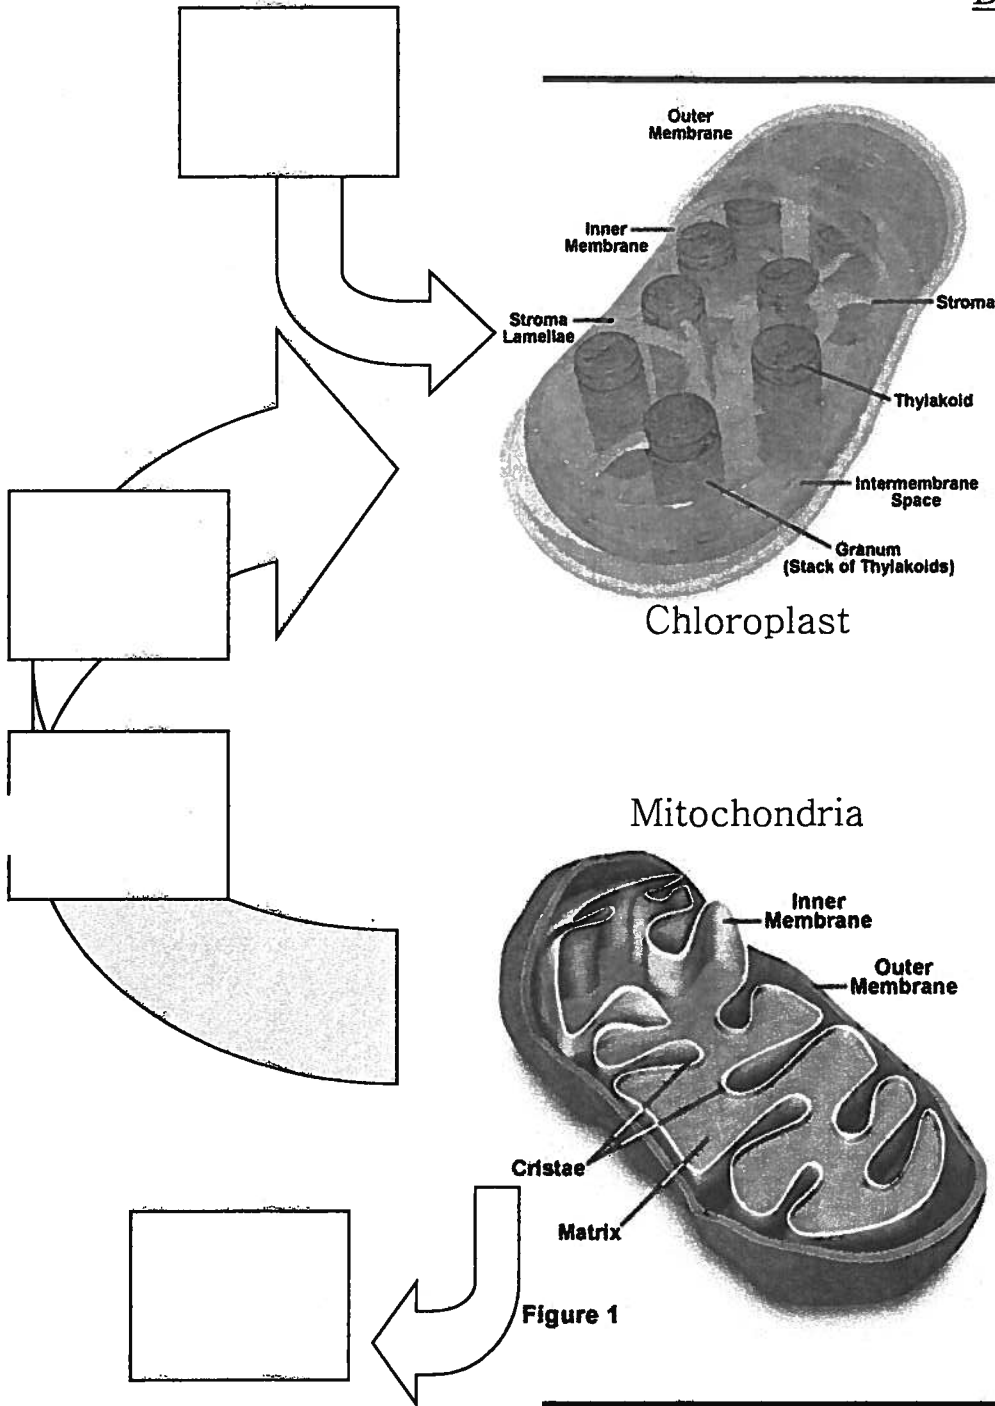 Outer
Membrane
Inner
Membrane
Stroma
Stroma
Lamellae
Thylakoid
Intermembrane
Space
Granum
(Stack of Thylakoids)
Chloroplast
Mitochondria
Inner
Membrane
Outer
Membrane
Cristae
Matrix
Figure 1